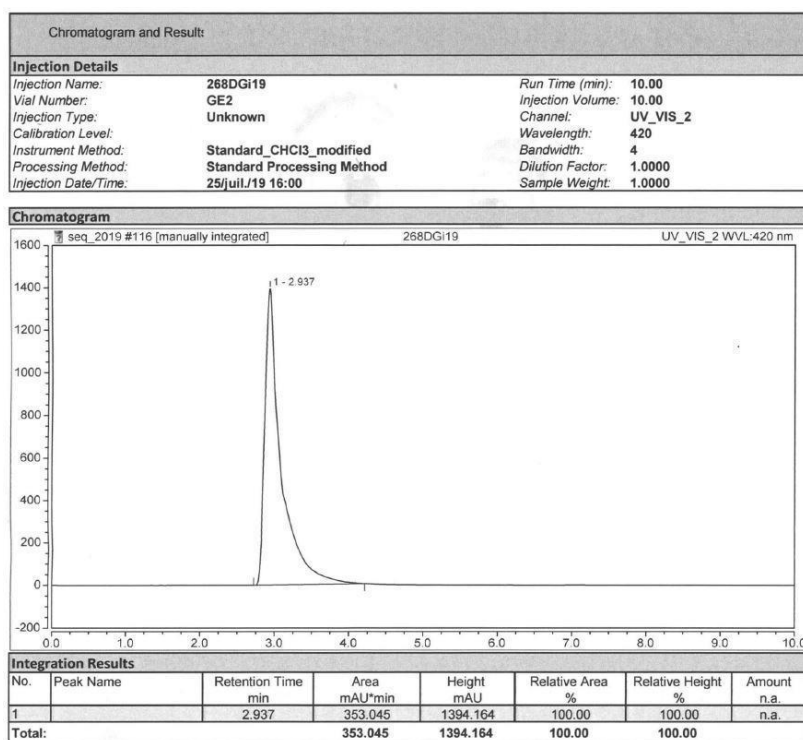 Chromatogram and Results
Injection Details
Injection Name: 268DGi19 Run Time (min): 10.00
Vial Number: GE2 Injection Volume: 10.00
Injection Type: Unknown Channel: UV_VIS_2
Calibration Level: Wavelength: 420
Instrument Method: Standard_CHCl3_modified Bandwidth: 4
Processing Method: Standard Processing Method Dilution Factor: 1.0000
Injection Date/Time: 25/juil./19 16:00 Sample Weight: 1.0000
Chromatogram
seq_2019 #116 [manually integrated] 268DGi19 UV_VIS_2 WVL:420 nm
1600
1 - 2.937
1400
1200
1000
800
600
400
200
0
-200
0.0 1.0 2.0 3.0 4.0 5.0 6.0 7.0 8.0 9.0 10.0
Integration Results
No. Peak Name Retention Time Area Height Relative Area Relative Height Amount
min mAU*min mAU % % n.a.
1 2.937 353.045 1394.164 100.00 100.00 n.a.
Total: 353.045 1394.164 100.00 100.00